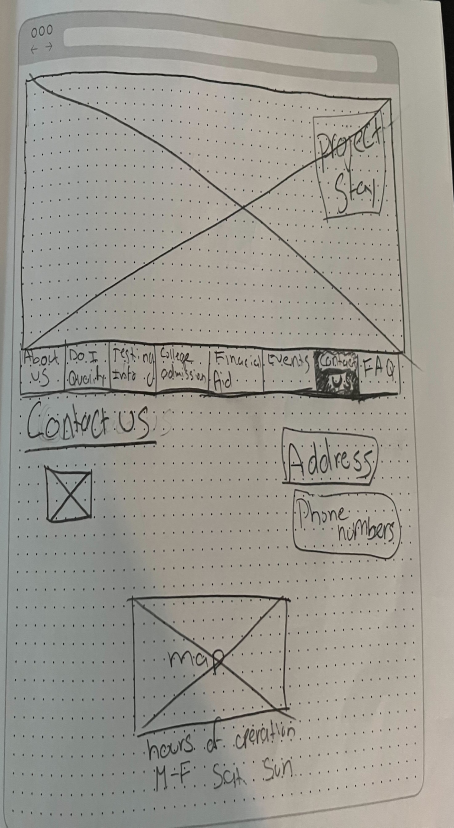 Project
Stay
About Us
Do I Qualify
Testing Info
College admission
Financial Aid
Events
Contact Us
FAQ
Contact us
Address
Phone
numbers
map
hours of operation
M-F Sat Sun